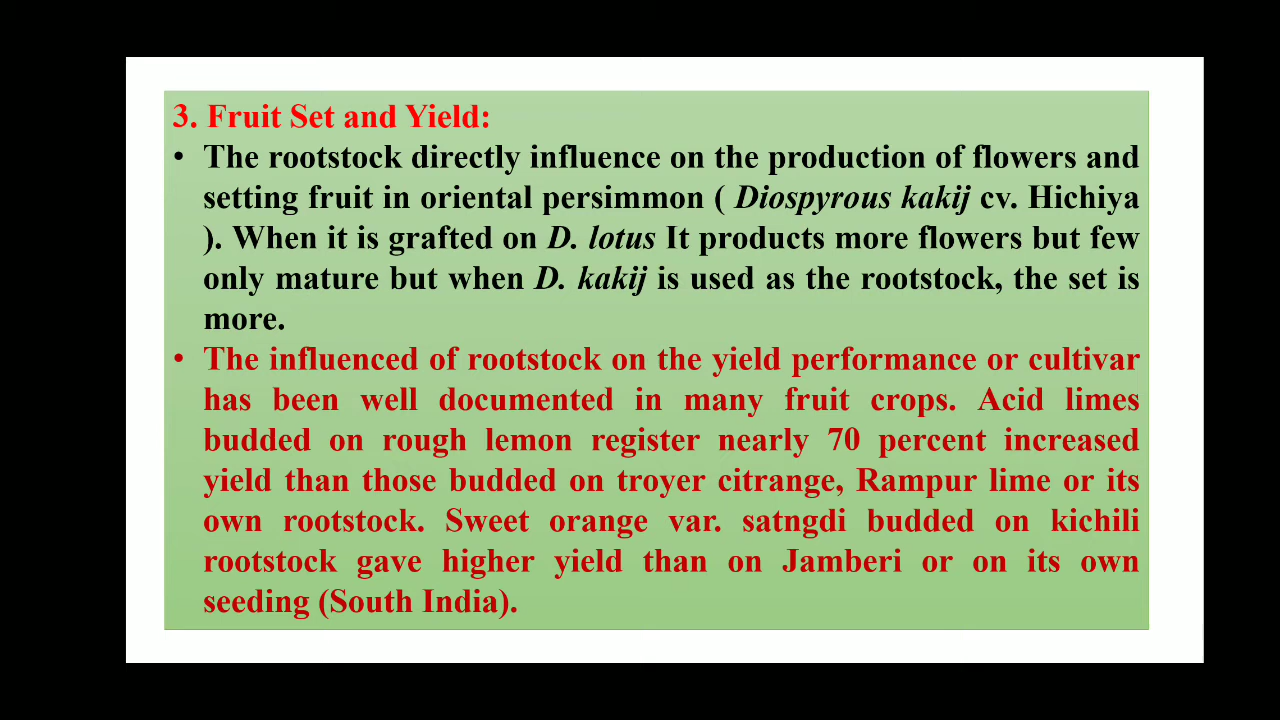 3. Fruit Set and Yield:
• The rootstock directly influence on the production of flowers and
setting fruit in oriental persimmon ( Diospyrous kakij cv. Hichiya
). When it is grafted on D. lotus It products more flowers but few
only mature but when D. kakij is used as the rootstock, the set is
more.
• The influenced of rootstock on the yield performance or cultivar
has been well documented in many fruit crops. Acid limes
budded on rough lemon register nearly 70 percent increased
yield than those budded on troyer citrange, Rampur lime or its
own rootstock. Sweet orange var. satngdi budded on kichili
rootstock gave higher yield than on Jamberi or on its own
seeding (South India).